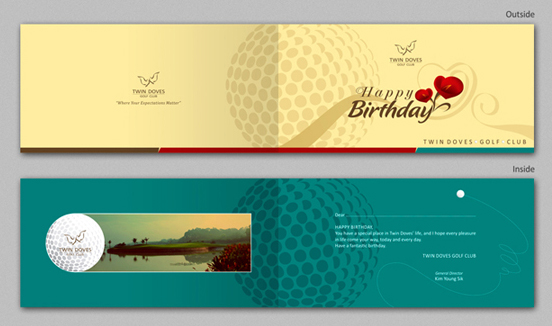 Outside
TWIN DOVES
GOLF CLUB
"Where Your Expectations Matter"
TWIN DOVES
GOLF CLUB
Happy
Birthday
TWIN DOVES GOLF CLUB
Inside
TWIN DOVES
GOLF CLUB
Dear
HAPPY BIRTHDAY,
You have a special place in Twin Doves' life, and I hope every pleasure
in life come your way, today and every day.
Have a fantastic birthday.
TWIN DOVES GOLF CLUB
General Director
Kim Young Sik